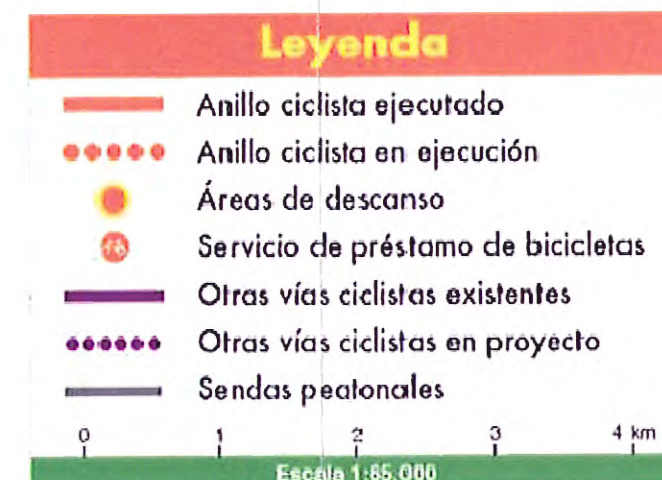 Leyenda
Anillo ciclista ejecutado
Anillo ciclista en ejecución
Áreas de descanso
Servicio de préstamo de bicicletas
Otras vías ciclistas existentes
Otras vías ciclistas en proyecto
Sendas peatonales
0 1 2 3 4 km
Escala 1:65.000